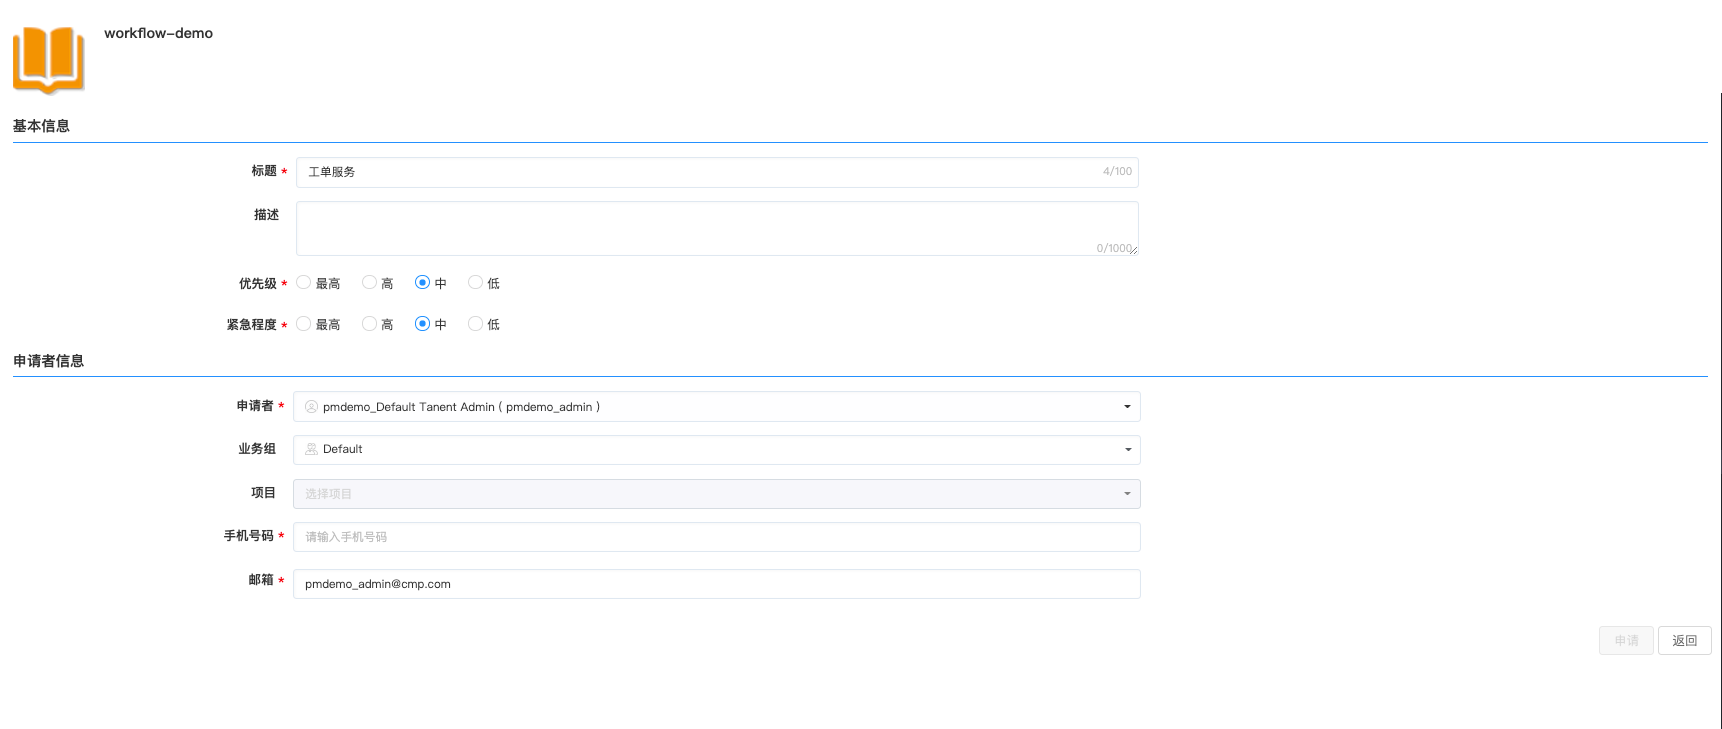 workflow-demo
基本信息
标题 * 工单服务 4/100
描述
0/1000
优先级 * 最高 高 中 低
紧急程度 * 最高 高 中 低
申请者信息
申请者 * pmdemo_Default Tanent Admin ( pmdemo_admin )
业务组 Default
项目 选择项目
手机号码 * 请输入手机号码
邮箱 * pmdemo_admin@cmp.com
申请 返回